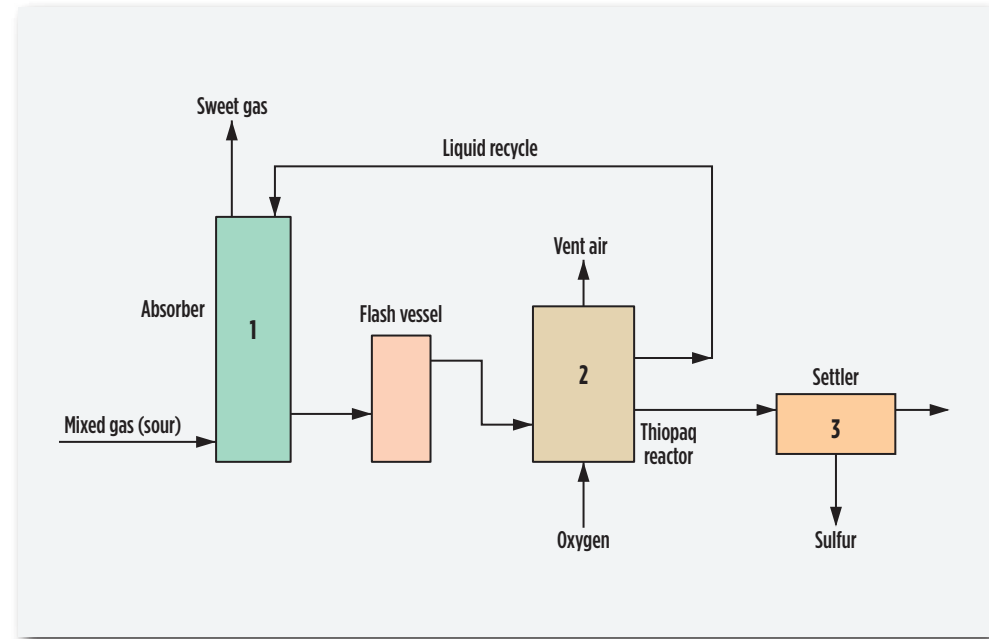 Sweet gas
Liquid recycle
Vent air
Absorber
Flash vessel
1
2
Settler
Mixed gas (sour)
3
Thiopaq
reactor
Oxygen
Sulfur